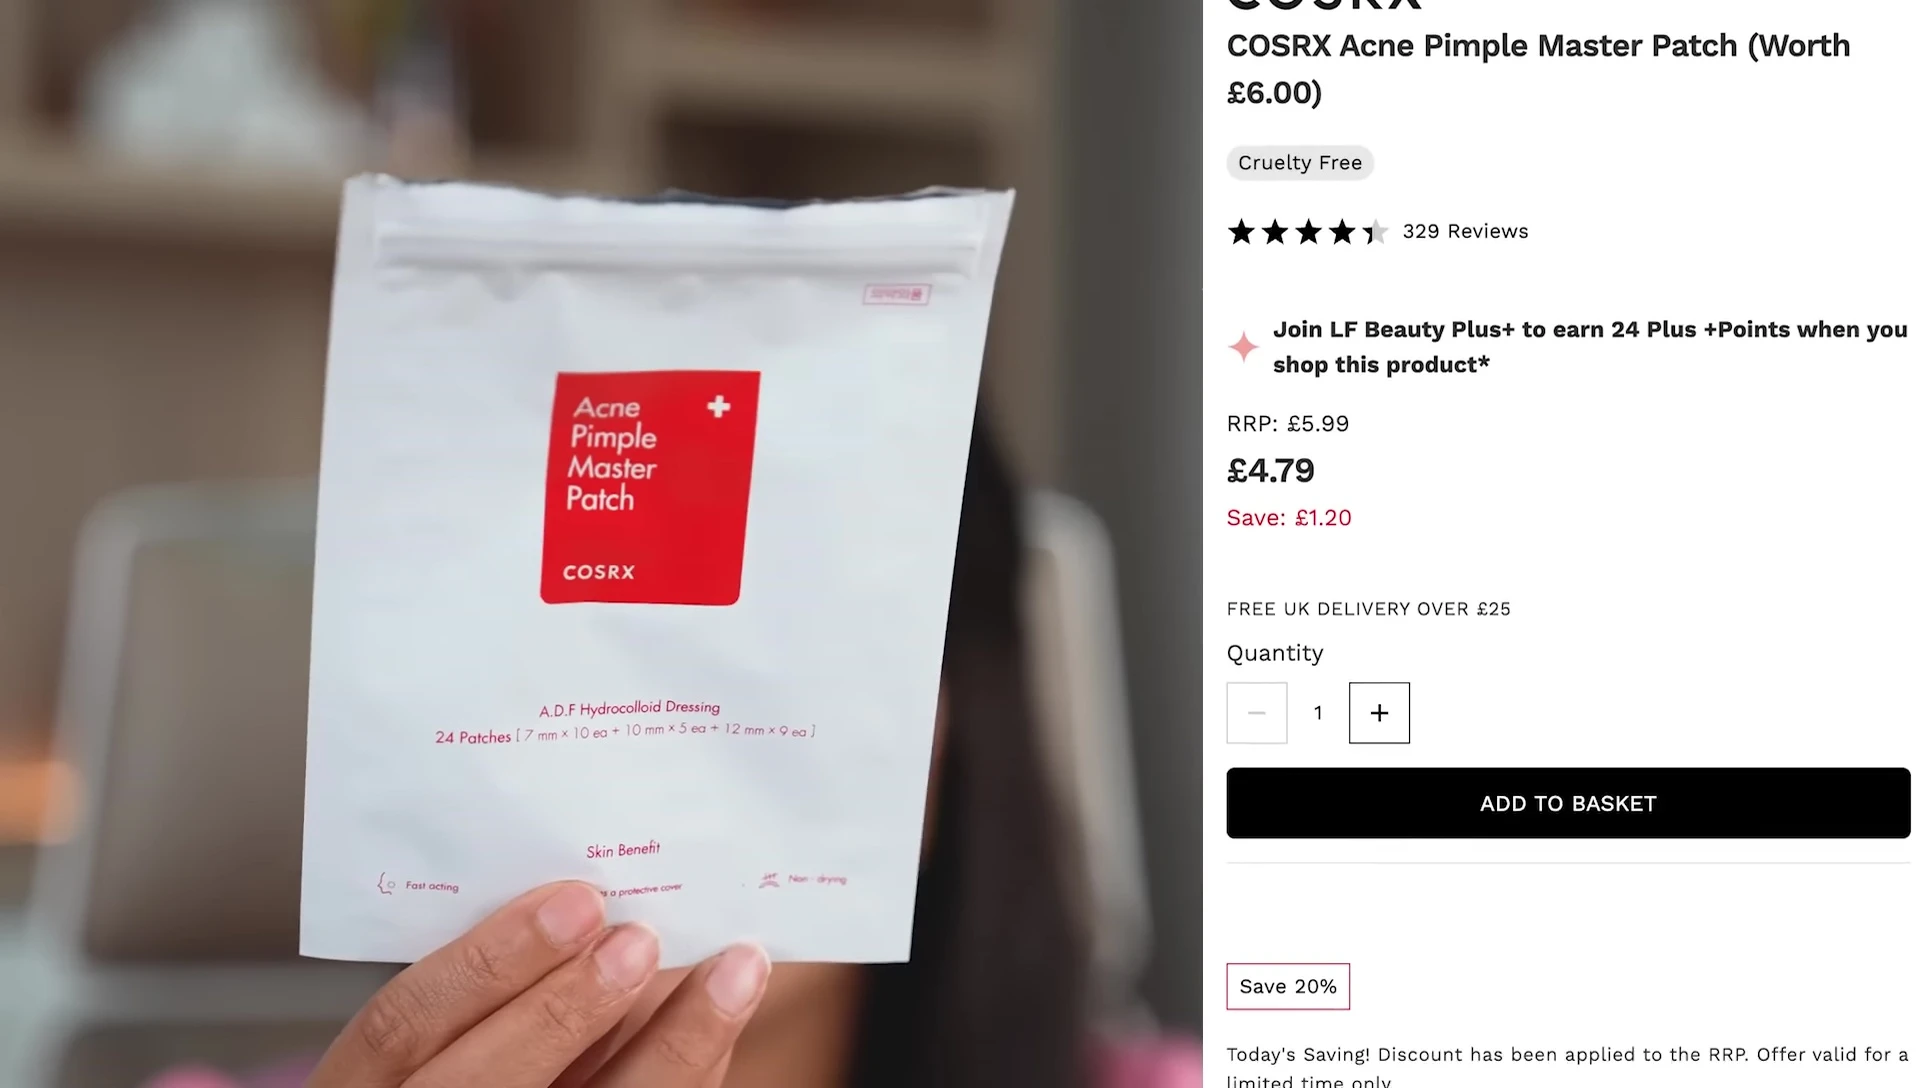 Acne
Pimple
Master
Patch
COSRX
A.D.F Hydrocolloid Dressing
24 Patches [ 7 mm × 10 ea + 10 mm × 5 ea + 12 mm × 9 ea ]
Skin Benefit
Fast acting
a protective cover
Non - drying
COSRX
COSRX Acne Pimple Master Patch (Worth
£6.00)
Cruelty Free
329 Reviews
Join LF Beauty Plus+ to earn 24 Plus +Points when you
shop this product*
RRP: £5.99
£4.79
Save: £1.20
FREE UK DELIVERY OVER £25
Quantity
− 1 +
ADD TO BASKET
Save 20%
Today's Saving! Discount has been applied to the RRP. Offer valid for a
limited time only